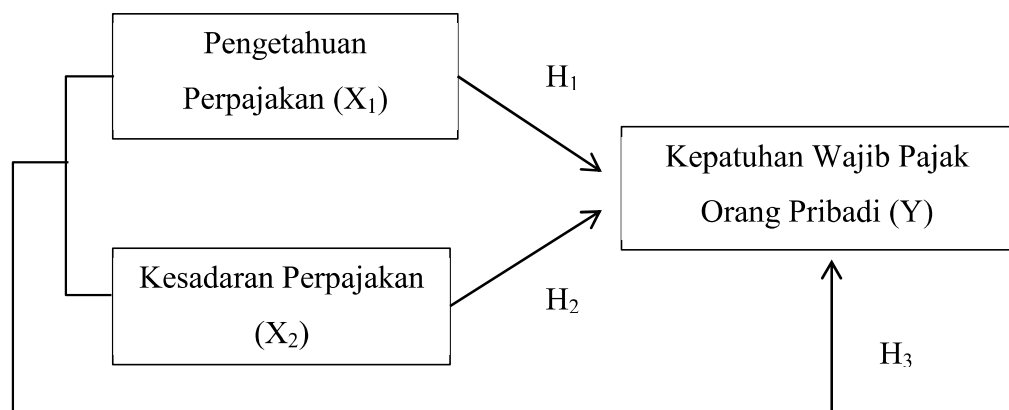 Pengetahuan
Perpajakan (X₁)
H₁
Kepatuhan Wajib Pajak
Orang Pribadi (Y)
Kesadaran Perpajakan
(X₂)
H₂
H₃